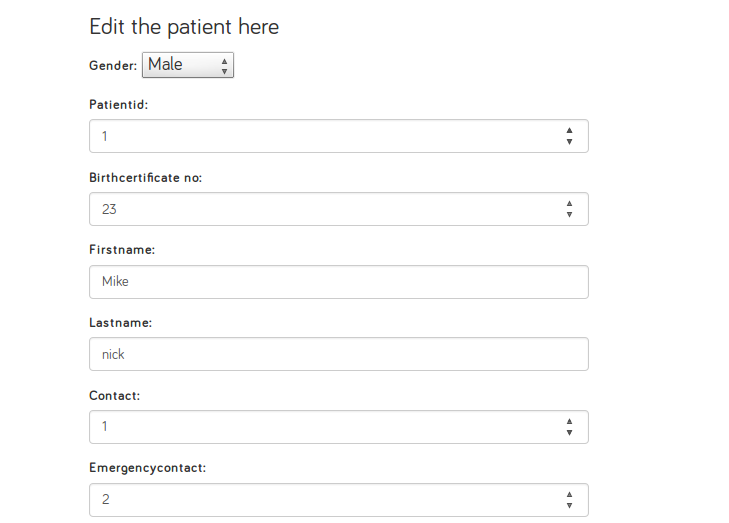 Edit the patient here
Gender: Male
Patientid:
1
Birthcertificate no:
23
Firstname:
Mike
Lastname:
nick
Contact:
1
Emergencycontact:
2